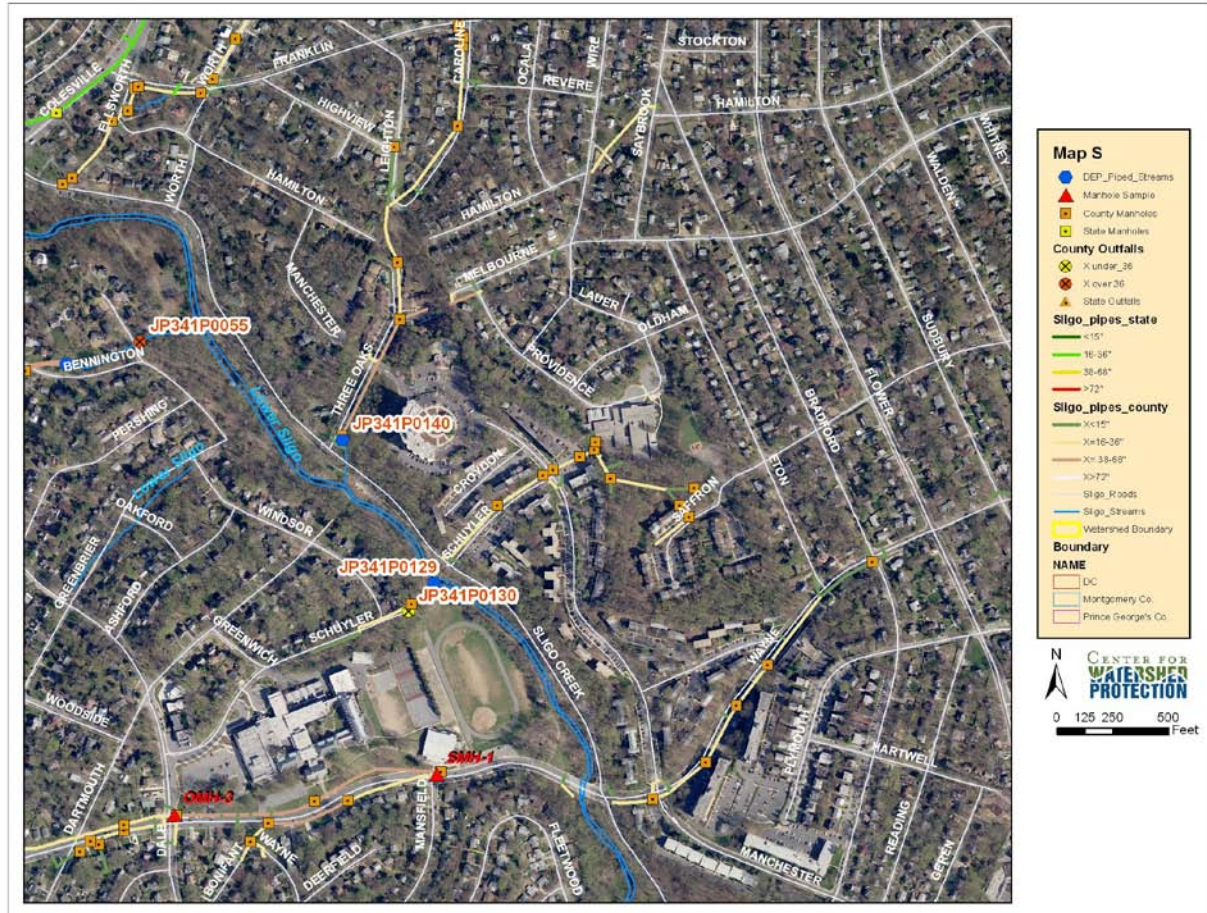 COLESVILLE
ELLSWORTH
WORTH
FRANKLIN
CAROLINE
OCALA
WIRE
STOCKTON
REVERE
SAYBROOK
HAMILTON
HIGHVIEW
LEIGHTON
WHITNEY
WALDEN
WORTH
HAMILTON
HAMILTON
MELBOURNE
MANCHESTER
LAUER
OLDHAM
SUDBURY
JP341P0055
BENNINGTON
PROVIDENCE
FLOWER
THREE OAKS
Lower Sligo
BRADFORD
PERSHING
JP341P0140
Lower Sligo
CROYDON
ETON
OAKFORD
WINDSOR
SCHUYLER
SAFFRON
GREENBRIER
ASHFORD
JP341P0129
JP341P0130
SCHUYLER
GREENWICH
SLIGO CREEK
WAYNE
WOODSIDE
PLYMOUTH
HARTWELL
SMH-1
DARTMOUTH
OMH-3
MANSFIELD
DALE
BONIFANT
WAYNE
DEERFIELD
FLEETWOOD
MANCHESTER
READING
GEREN
Map S
DEP_Piped_Streams
Manhole Sample
County Manholes
State Manholes
County Outfalls
X under_36
X over 36
State Outfalls
Sligo_pipes_state
<15"
16-36"
38-68"
>72"
Sligo_pipes_county
X<15"
X=16-36"
X= 38-68"
X>72"
Sligo_Roads
Sligo_Streams
Watershed Boundary
Boundary
NAME
DC
Montgomery Co.
Prince George's Co.
N
CENTER FOR
WATERSHED
PROTECTION
0 125 250 500
Feet